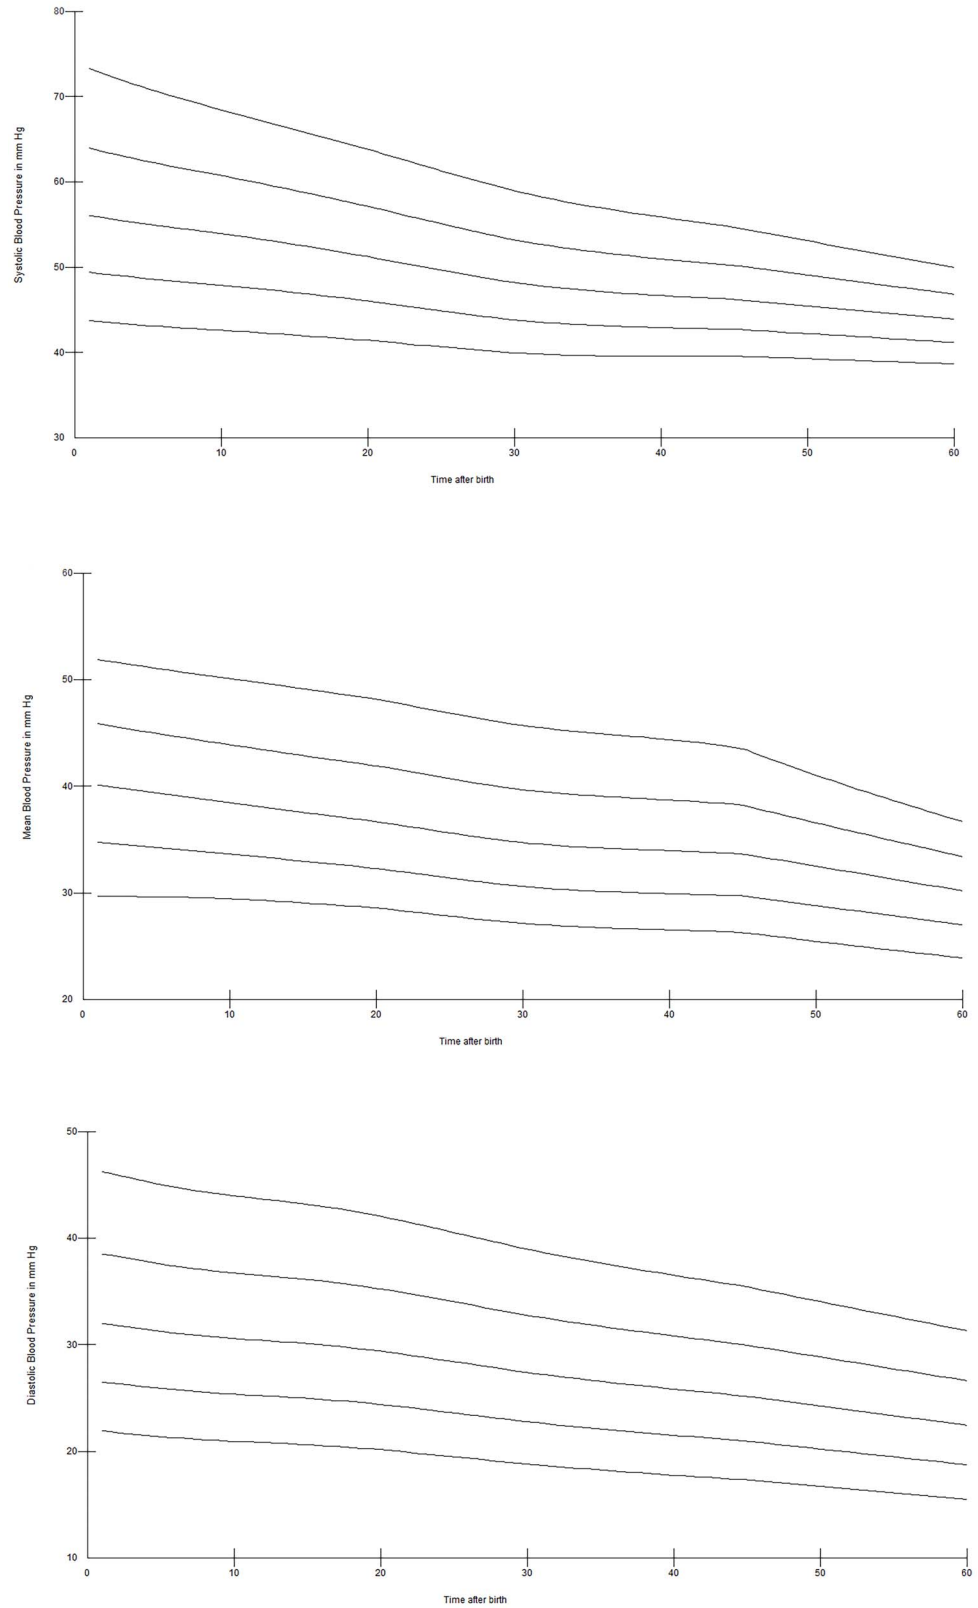 80
70
60
50
40
30
0 10 20 30 40 50 60
Systolic Blood Pressure in mm Hg
Time after birth
60
50
40
30
20
0 10 20 30 40 50 60
Mean Blood Pressure in mm Hg
Time after birth
50
40
30
20
10
0 10 20 30 40 50 60
Diastolic Blood Pressure in mm Hg
Time after birth